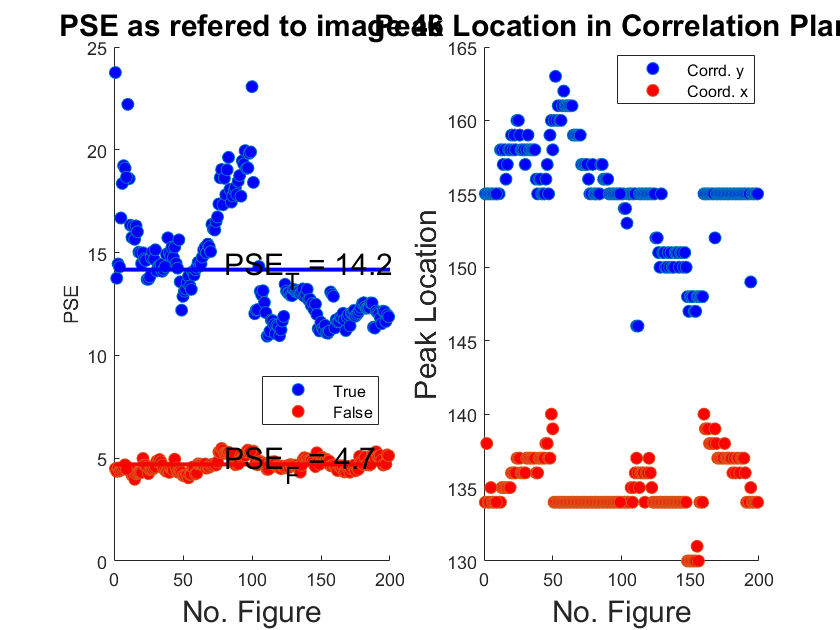 PSE as refered to image 46
Peak Location in Correlation Plan
25
20
15
10
5
0
PSE
PSE_T = 14.2
True
False
PSE_F = 4.7
0 50 100 150 200
No. Figure
165
160
155
150
145
140
135
130
Peak Location
Corrd. y
Coord. x
0 50 100 150 200
No. Figure